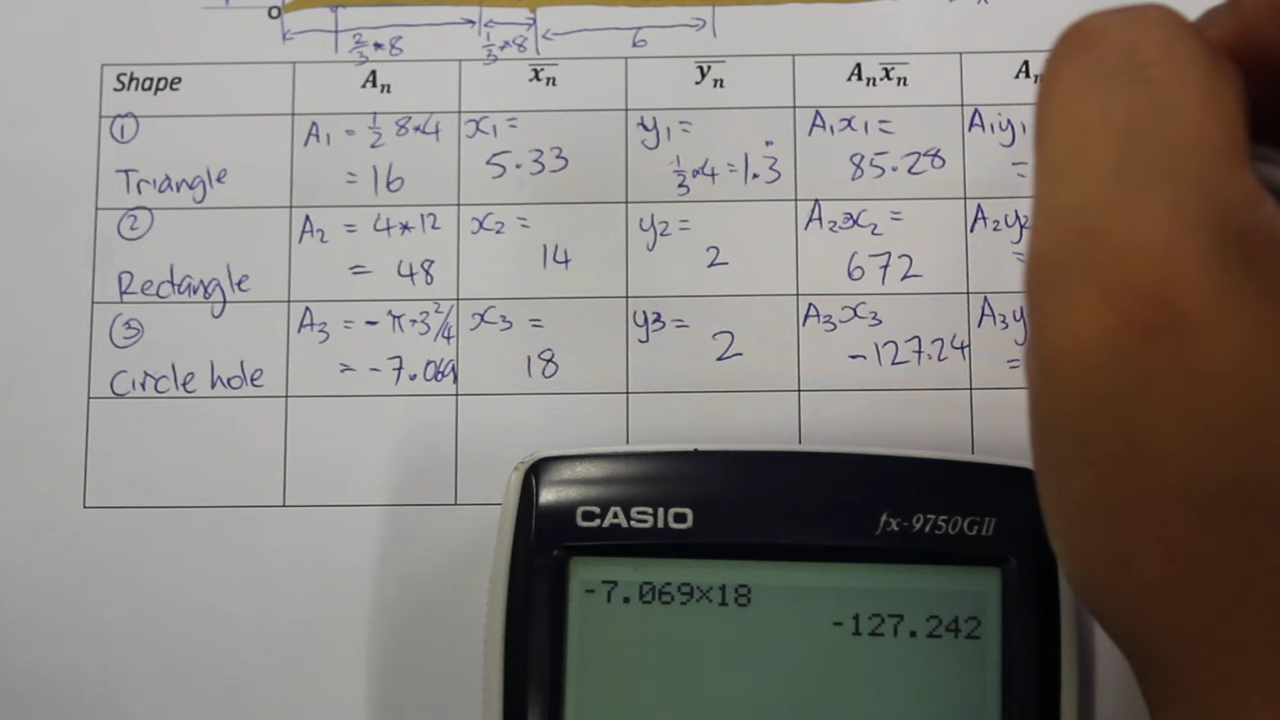 O
2/3*8 1/3*8 6
Shape Aₙ x̄ₙ ȳₙ Aₙx̄ₙ Aₙ
① A₁ = ½ 8*4 x₁ = y₁ = A₁x₁ = A₁y₁
Triangle = 16 5.33 ⅓*4 = 1.3̈ 85.28 =
② A₂ = 4*12 x₂ = y₂ = A₂x₂ = A₂y₂
Rectangle = 48 14 2 672 =
③ A₃ = -π*3²/4 x₃ = y₃ = A₃x₃ A₃y
Circle hole = -7.069 18 2 -127.24 =
CASIO fx-9750GII
-7.069×18
-127.242